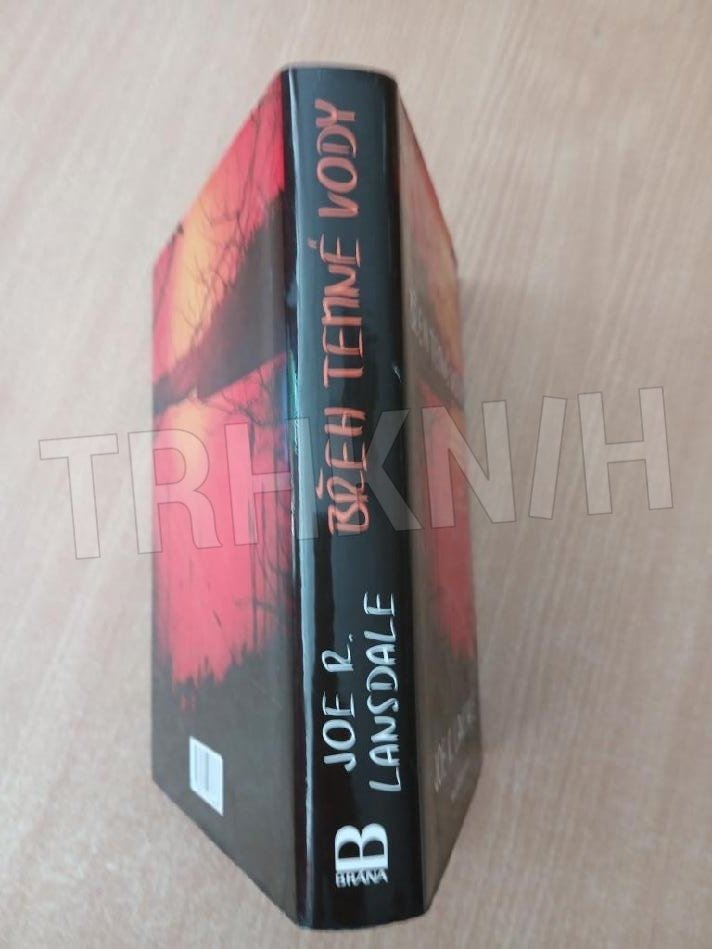 BŘEH TEMNÉ VODY
JOE R.
LANSDALE
B
BRÁNA
TRHKNIH